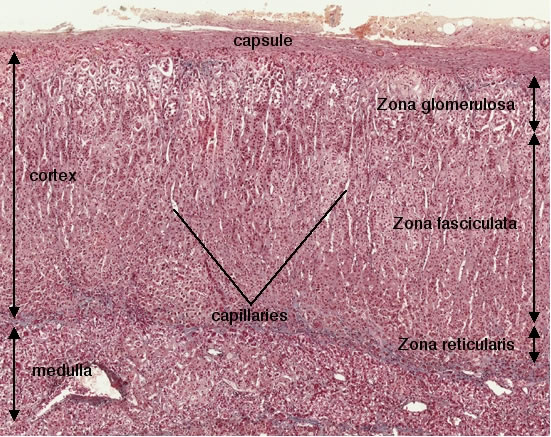 capsule
Zona glomerulosa
cortex
Zona fasciculata
capillaries
Zona reticularis
medulla